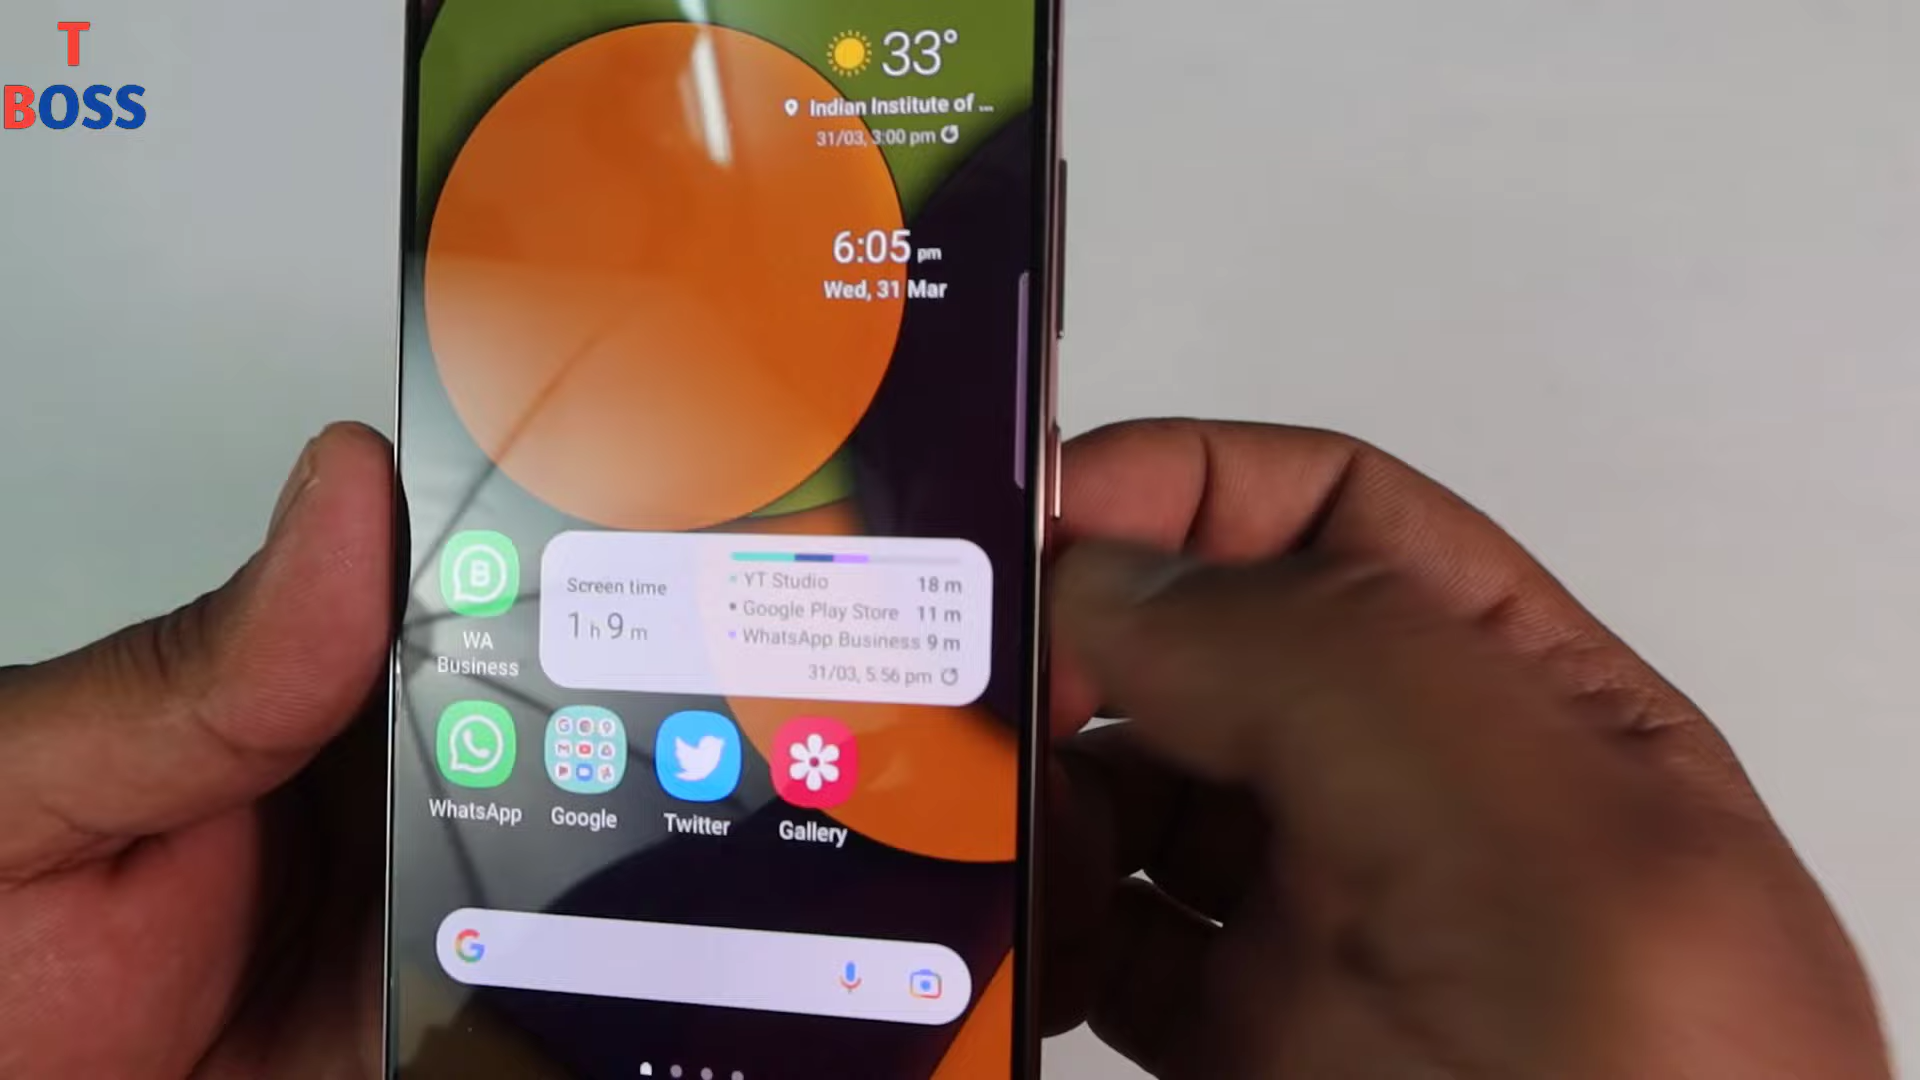 T
BOSS
33°
Indian Institute of ...
31/03, 3:00 pm
6:05 pm
Wed, 31 Mar
Screen time
1 h 9 m
YT Studio 18 m
Google Play Store 11 m
WhatsApp Business 9 m
31/03, 5:56 pm
WA
Business
WhatsApp
Google
Twitter
Gallery